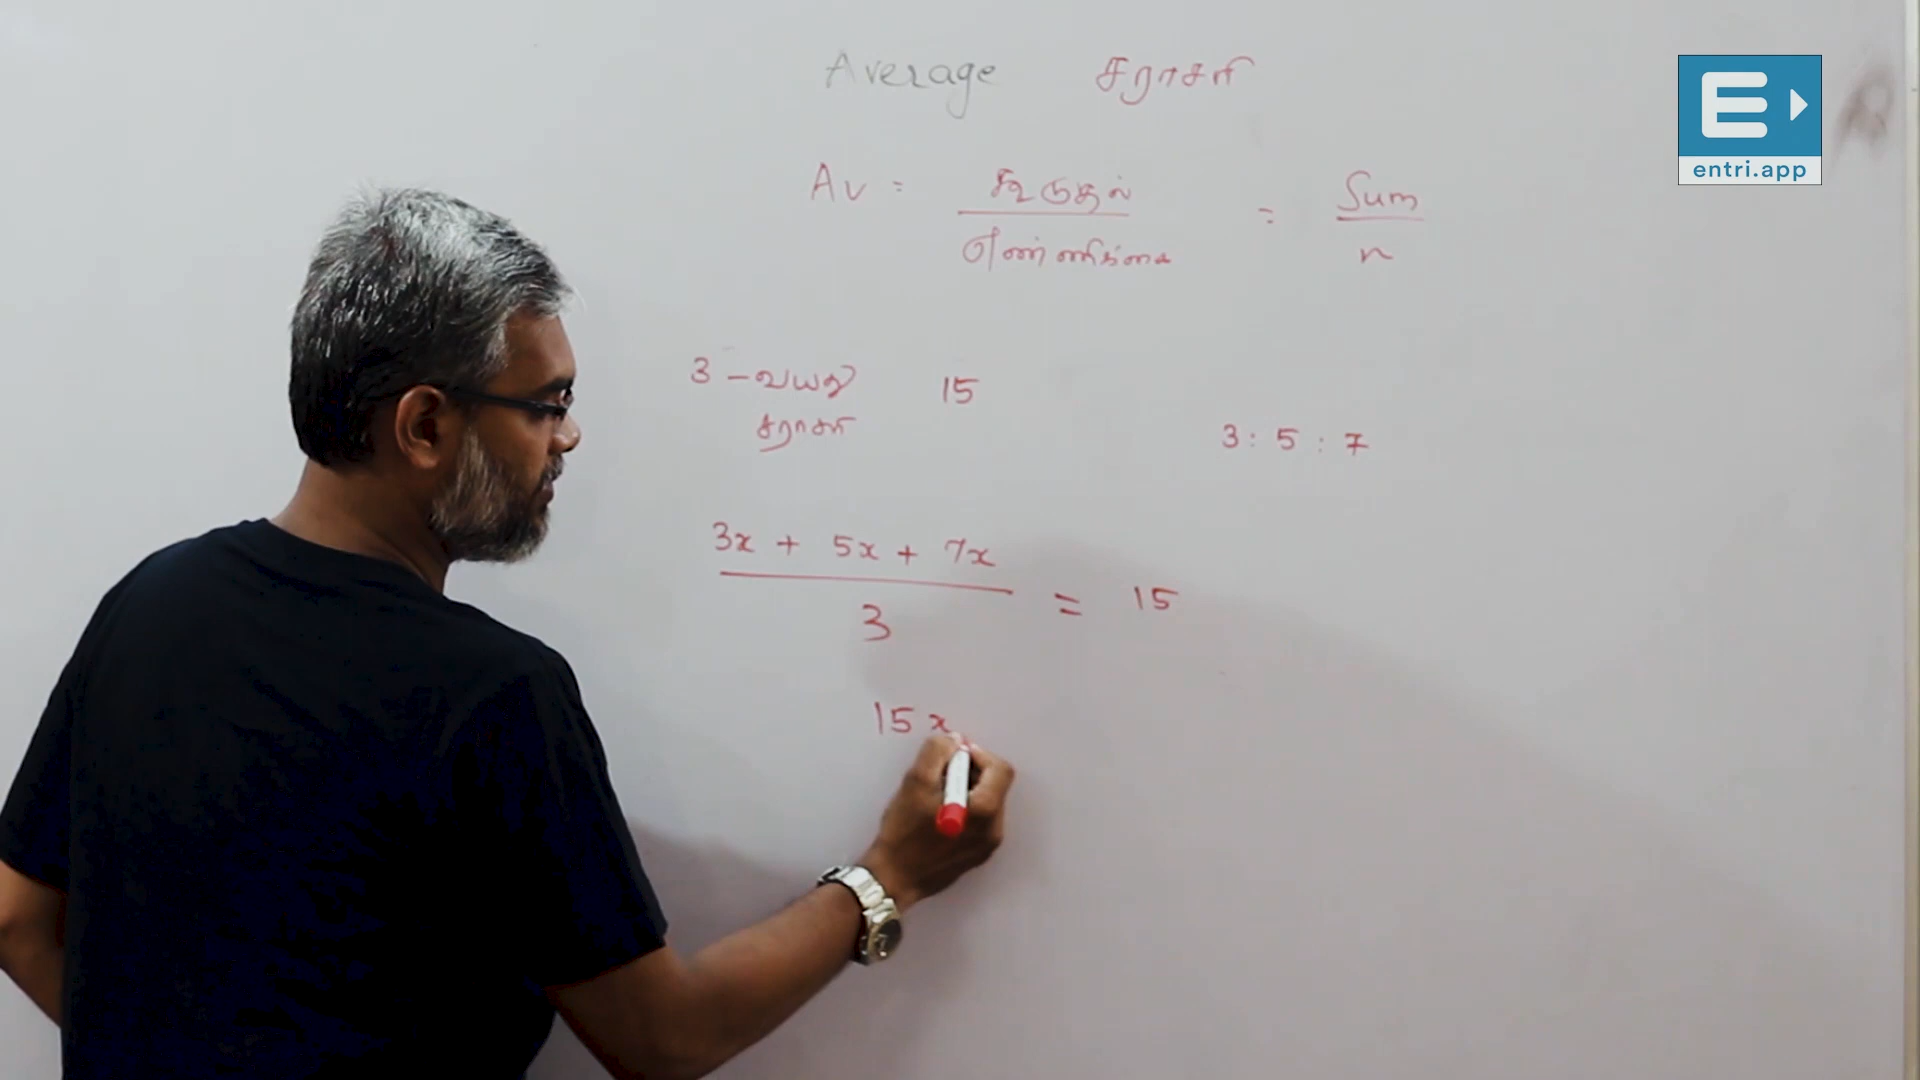 Average சராசரி
Av = கூடுதல் / எண்ணிக்கை = Sum / n
3 - வயது 15
சராசரி
3 : 5 : 7
3x + 5x + 7x
3 = 15
15x
E
entri.app